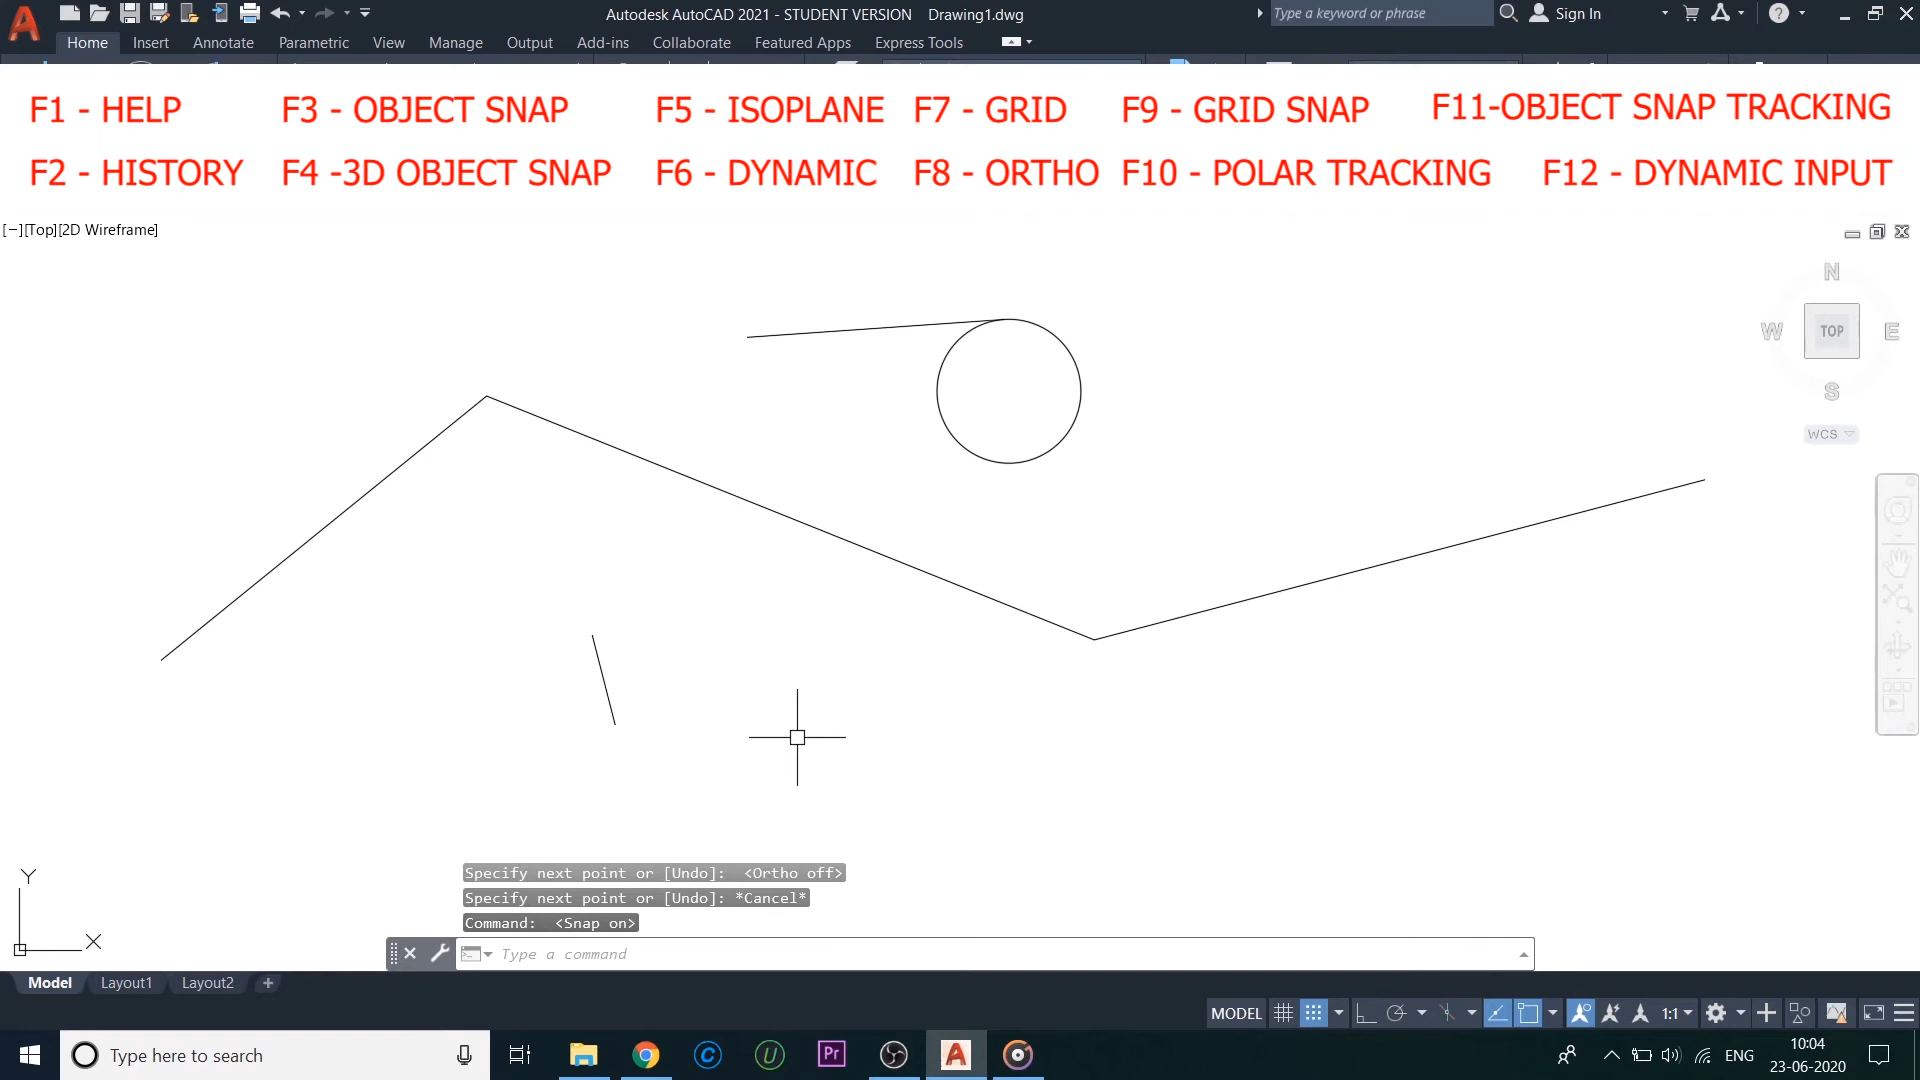 Autodesk AutoCAD 2021 - STUDENT VERSION Drawing1.dwg
Type a keyword or phrase
Sign In
Home Insert Annotate Parametric View Manage Output Add-ins Collaborate Featured Apps Express Tools
F1 - HELP F3 - OBJECT SNAP F5 - ISOPLANE F7 - GRID F9 - GRID SNAP F11-OBJECT SNAP TRACKING
F2 - HISTORY F4 -3D OBJECT SNAP F6 - DYNAMIC F8 - ORTHO F10 - POLAR TRACKING F12 - DYNAMIC INPUT
[−][Top][2D Wireframe]
N
W TOP E
S
WCS
Y
X
Specify next point or [Undo]: <Ortho off>
Specify next point or [Undo]: *Cancel*
Command: <Snap on>
Type a command
Model Layout1 Layout2 +
MODEL 1:1
Type here to search
Pr
ENG
10:04
23-06-2020